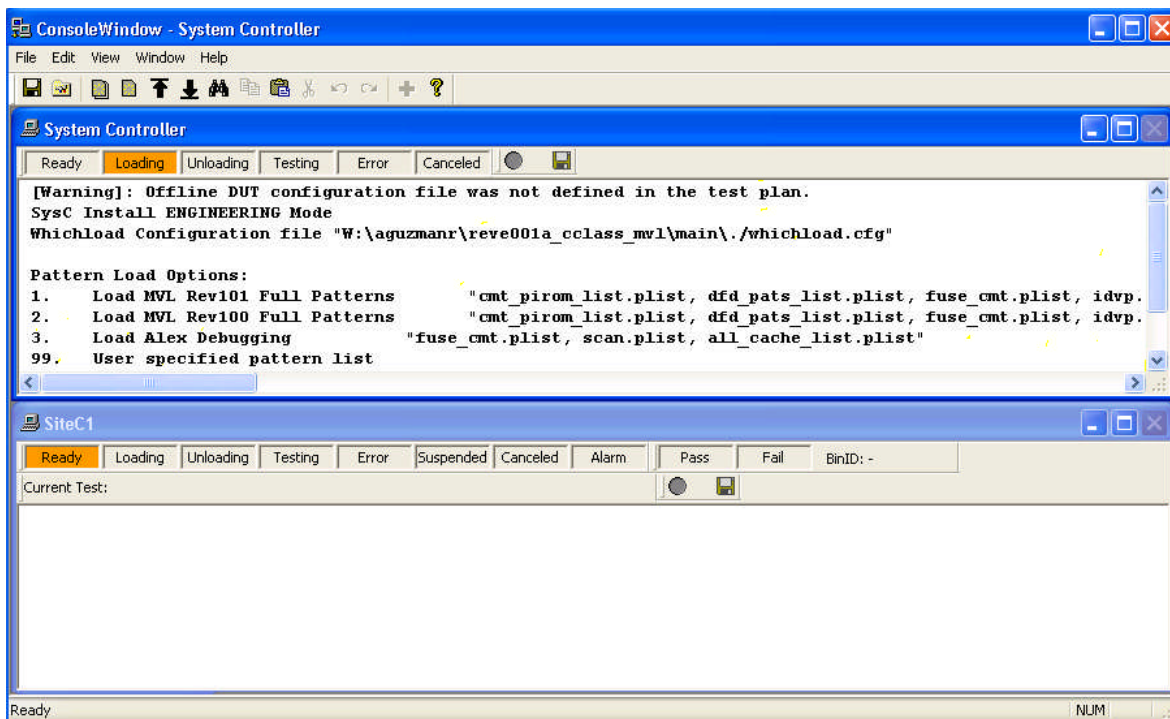 ConsoleWindow - System Controller
File Edit View Window Help
System Controller
Ready Loading Unloading Testing Error Canceled
[Warning]: Offline DUT configuration file was not defined in the test plan.
SysC Install ENGINEERING Mode
Whichload Configuration file "W:\aguzmanr\reve001a_cclass_mvl\main\./whichload.cfg"
Pattern Load Options:
1. Load MVL Rev101 Full Patterns "cmt_pirom_list.plist, dfd_pats_list.plist, fuse_cmt.plist, idvp.
2. Load MVL Rev100 Full Patterns "cmt_pirom_list.plist, dfd_pats_list.plist, fuse_cmt.plist, idvp.
3. Load Alex Debugging "fuse_cmt.plist, scan.plist, all_cache_list.plist"
99. User specified pattern list
SiteC1
Ready Loading Unloading Testing Error Suspended Canceled Alarm Pass Fail BinID: -
Current Test:
Ready NUM